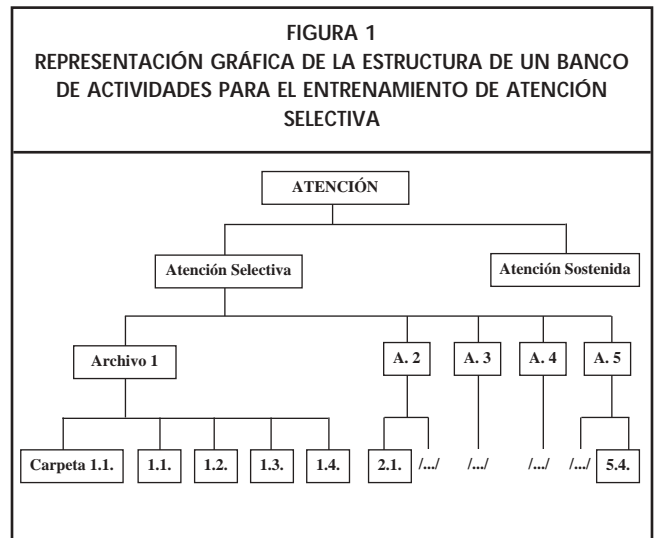 FIGURA 1
REPRESENTACIÓN GRÁFICA DE LA ESTRUCTURA DE UN BANCO
DE ACTIVIDADES PARA EL ENTRENAMIENTO DE ATENCIÓN
SELECTIVA
ATENCIÓN
Atención Selectiva
Atención Sostenida
Archivo 1
A. 2
A. 3
A. 4
A. 5
Carpeta 1.1.
1.1.
1.2.
1.3.
1.4.
2.1.
/.../
/.../
/.../
/.../
5.4.